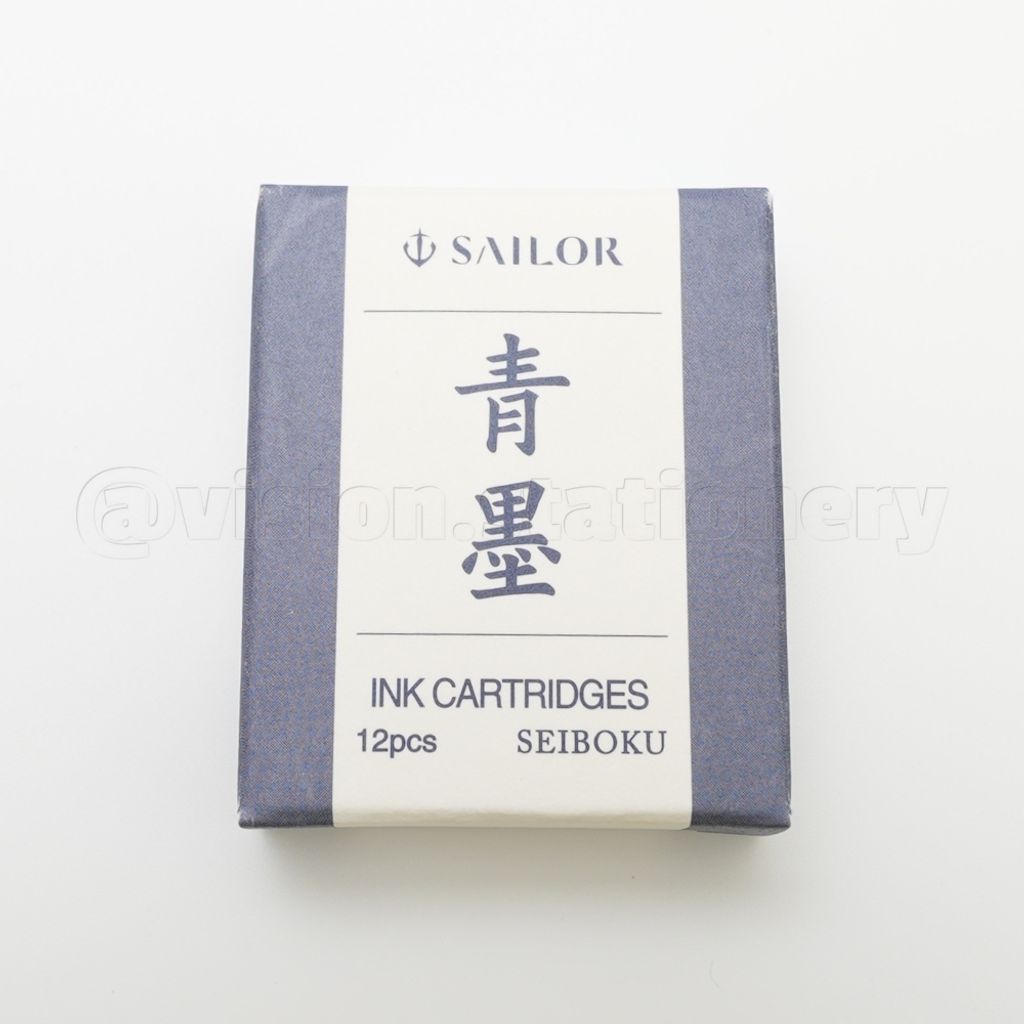 SAILOR
青墨
INK CARTRIDGES
12pcs SEIBOKU
@vision.stationery